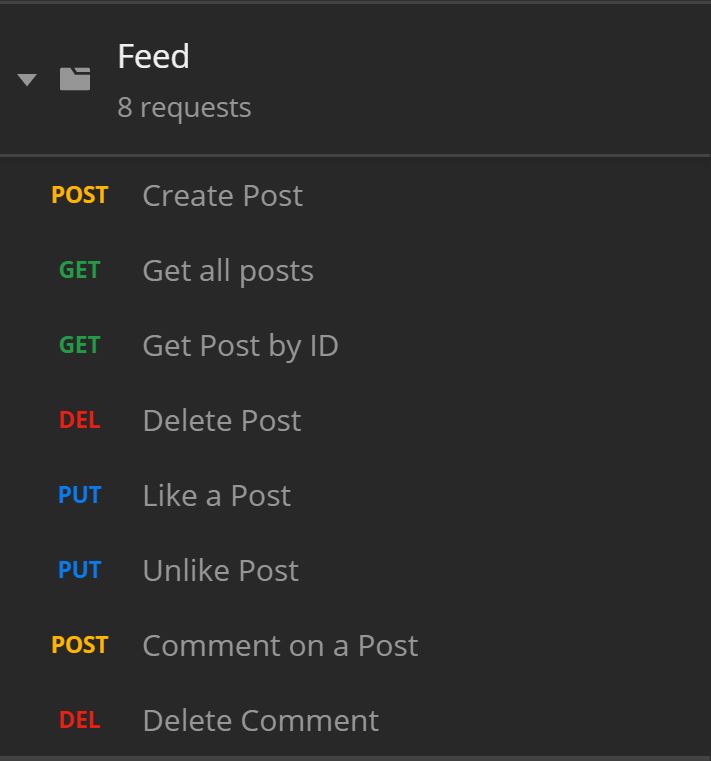 Feed
8 requests
POST Create Post
GET Get all posts
GET Get Post by ID
DEL Delete Post
PUT Like a Post
PUT Unlike Post
POST Comment on a Post
DEL Delete Comment